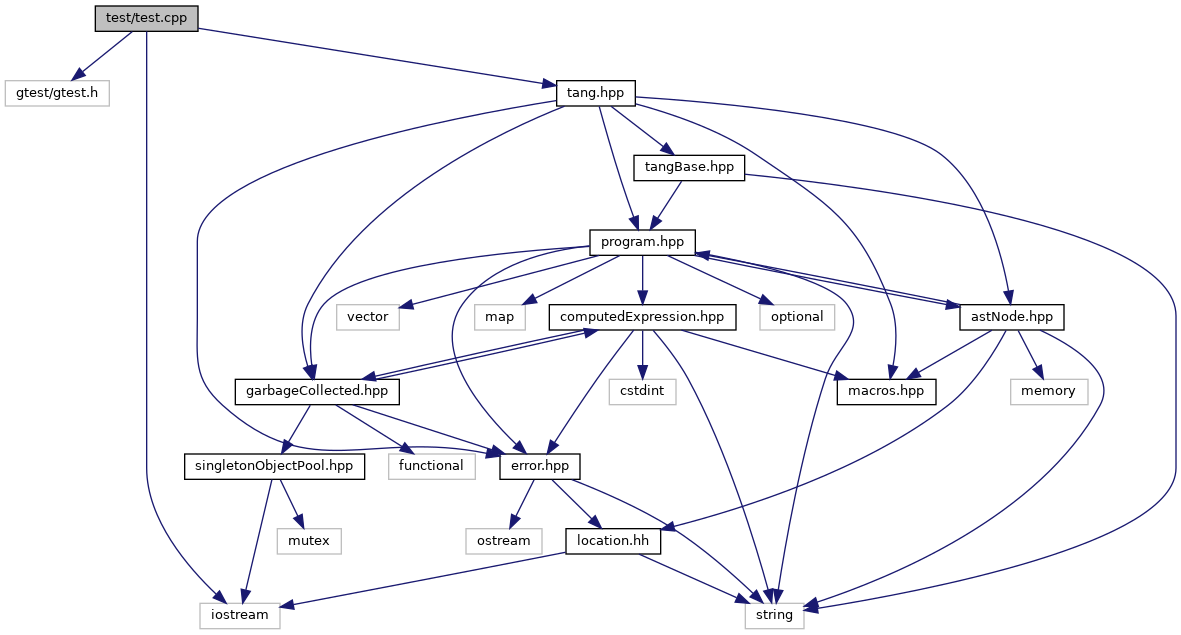 test/test.cpp
gtest/gtest.h
tang.hpp
tangBase.hpp
program.hpp
vector
map
computedExpression.hpp
optional
astNode.hpp
garbageCollected.hpp
cstdint
macros.hpp
memory
singletonObjectPool.hpp
functional
error.hpp
mutex
ostream
location.hh
iostream
string